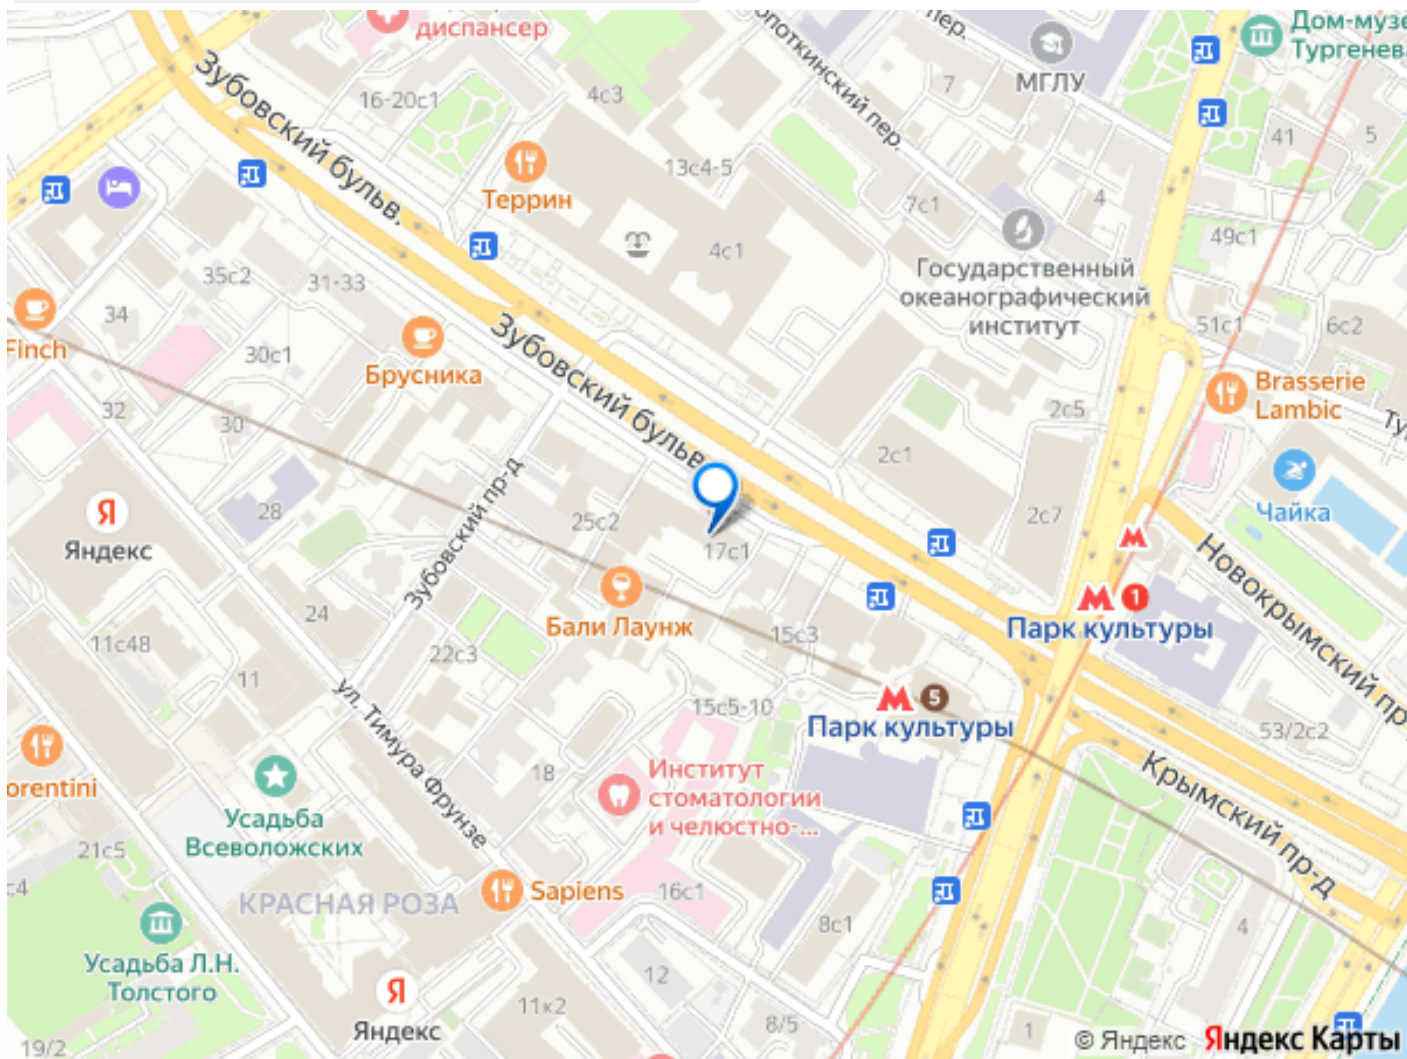 диспансер
Дом-музе
Тургенева
МГЛУ
опоткинский пер.
пер.
7
16-20с1
4с3
Зубовский бульв.
41
5
13с4-5
Террин
4
7с1
49с1
4с1
Государственный
океанографический
институт
35с2
31-33
34
51с1
6с2
Finch
30с1
Брусника
Зубовский бульв.
Brasserie
Lambic
32
30
2с5
2с1
Зубовский пр-д
Я
Яндекс
28
25с2
17с1
2с7
Чайка
М
Новокрымский пр
М 1
Парк культуры
24
Бали Лаунж
15с3
11с48
22с3
11
М 5
Парк культуры
15с5-10
ул. Тимура Фрунзе
53/2с2
orentini
18
Институт
стоматологии
и челюстно-...
Крымский пр-д
Усадьба
Всеволожских
21с5
с4
КРАСНАЯ РОЗА
Sapiens
16с1
8с1
4
Усадьба Л.Н.
Толстого
12
Я
Яндекс
11к2
8/5
1
19/2
© Яндекс Яндекс Карты